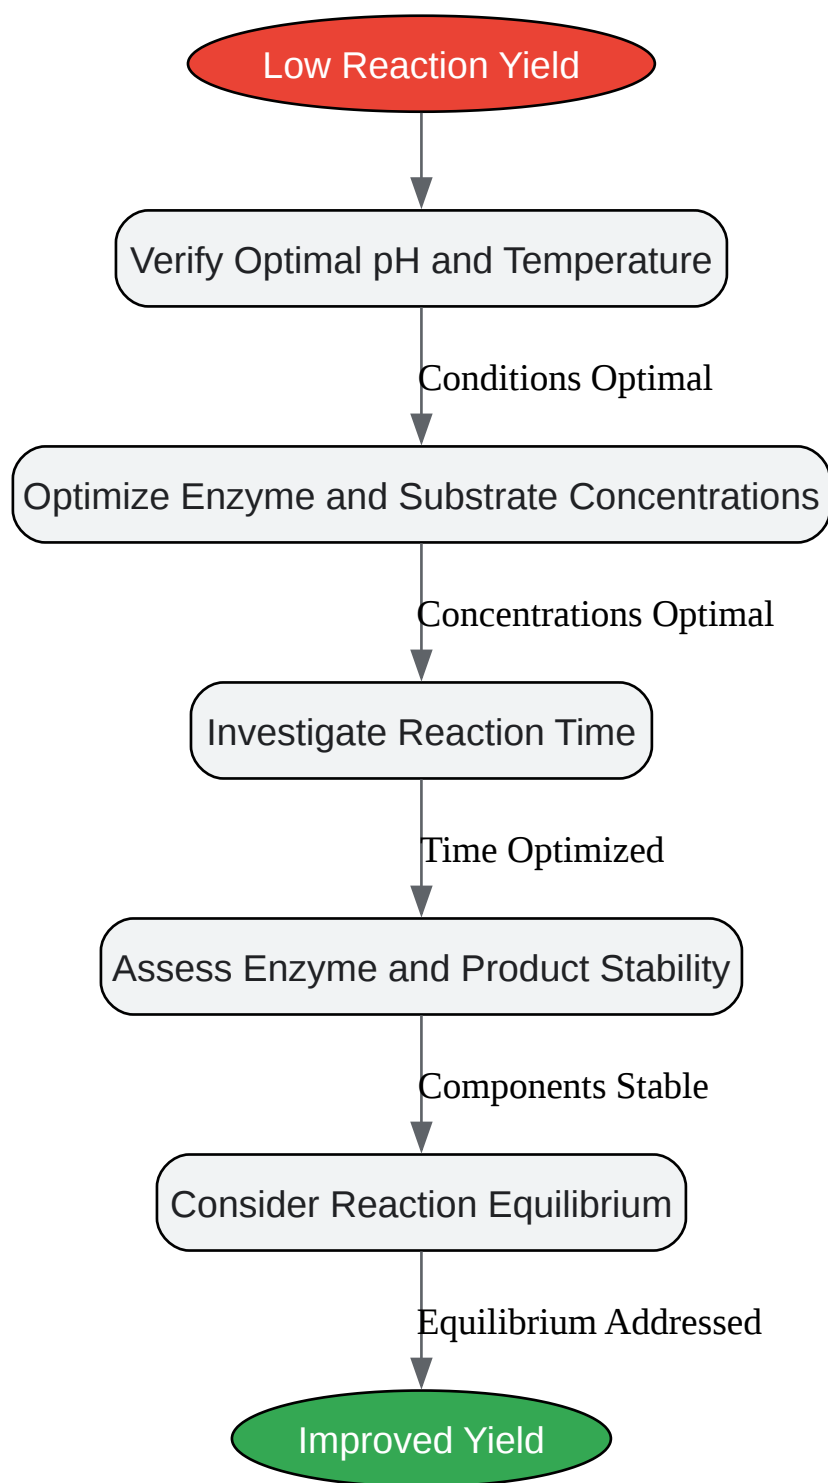 Low Reaction Yield
Verify Optimal pH and Temperature
Conditions Optimal
Optimize Enzyme and Substrate Concentrations
Concentrations Optimal
Investigate Reaction Time
Time Optimized
Assess Enzyme and Product Stability
Components Stable
Consider Reaction Equilibrium
Equilibrium Addressed
Improved Yield